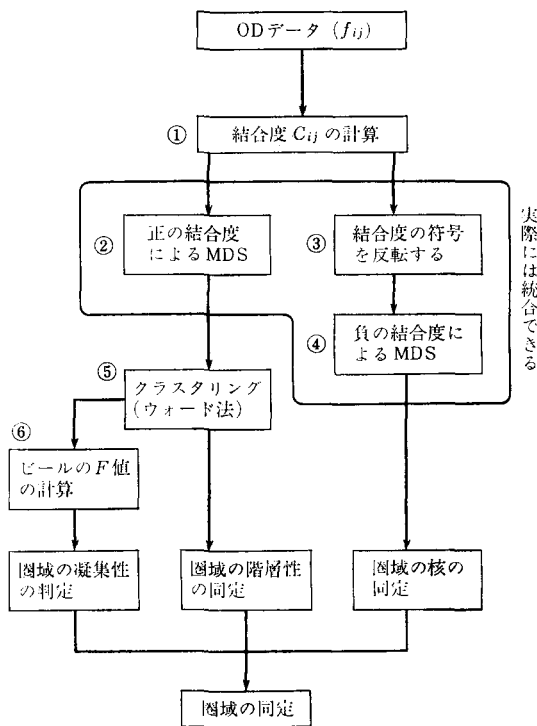 ODデータ (fij)
① 結合度 Cij の計算
② 正の結合度
によるMDS
③ 結合度の符号
を反転する
実際には統合できる
④ 負の結合度に
よるMDS
⑤ クラスタリング
(ウォード法)
⑥ ビールのF値
の計算
圏域の凝集性
の判定
圏域の階層性
の同定
圏域の核の
同定
圏域の同定